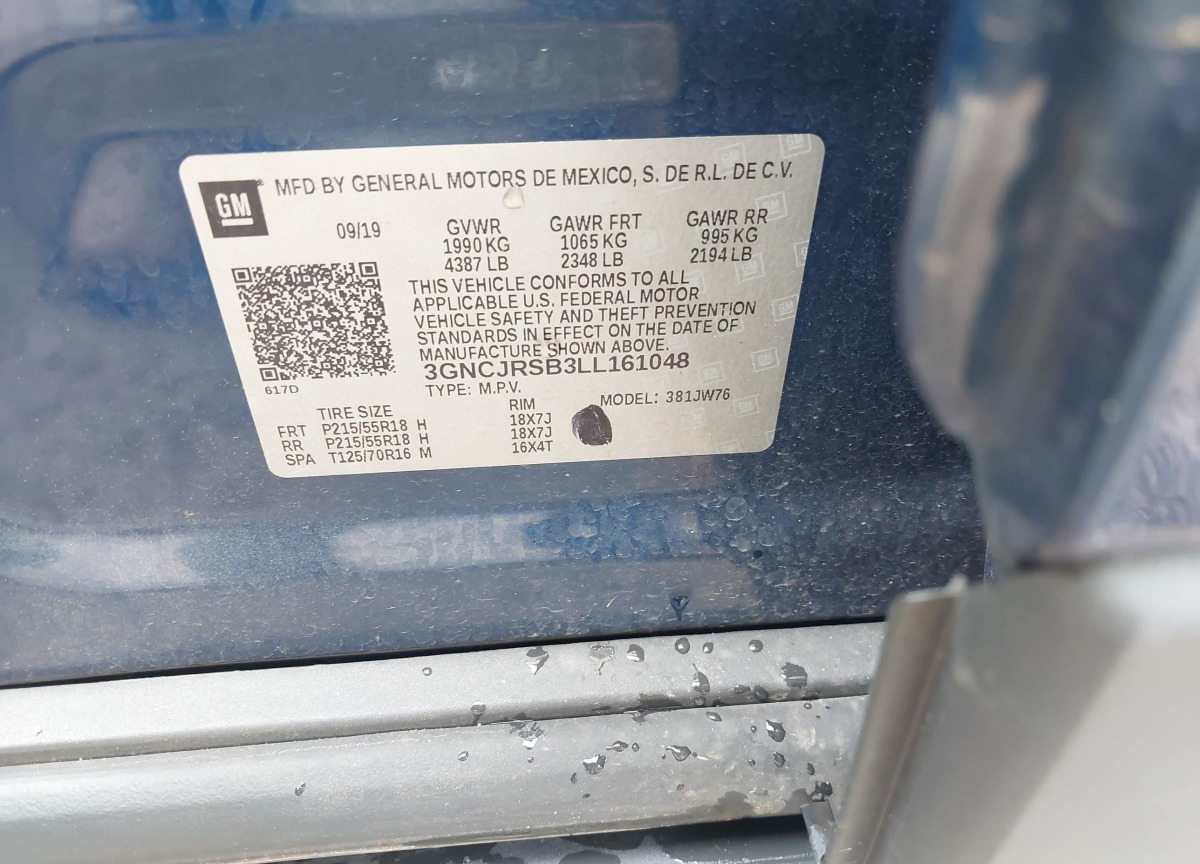 GM® MFD BY GENERAL MOTORS DE MEXICO, S. DE R.L. DE C.V.
09/19 GVWR GAWR FRT GAWR RR
1990 KG 1065 KG 995 KG
4387 LB 2348 LB 2194 LB
THIS VEHICLE CONFORMS TO ALL
APPLICABLE U.S. FEDERAL MOTOR
VEHICLE SAFETY AND THEFT PREVENTION
STANDARDS IN EFFECT ON THE DATE OF
MANUFACTURE SHOWN ABOVE.
3GNCJRSB3LL161048
617D
TYPE: M.P.V. MODEL: 381JW76
TIRE SIZE RIM
FRT P215/55R18 H 18X7J
RR P215/55R18 H 18X7J
SPA T125/70R16 M 16X4T